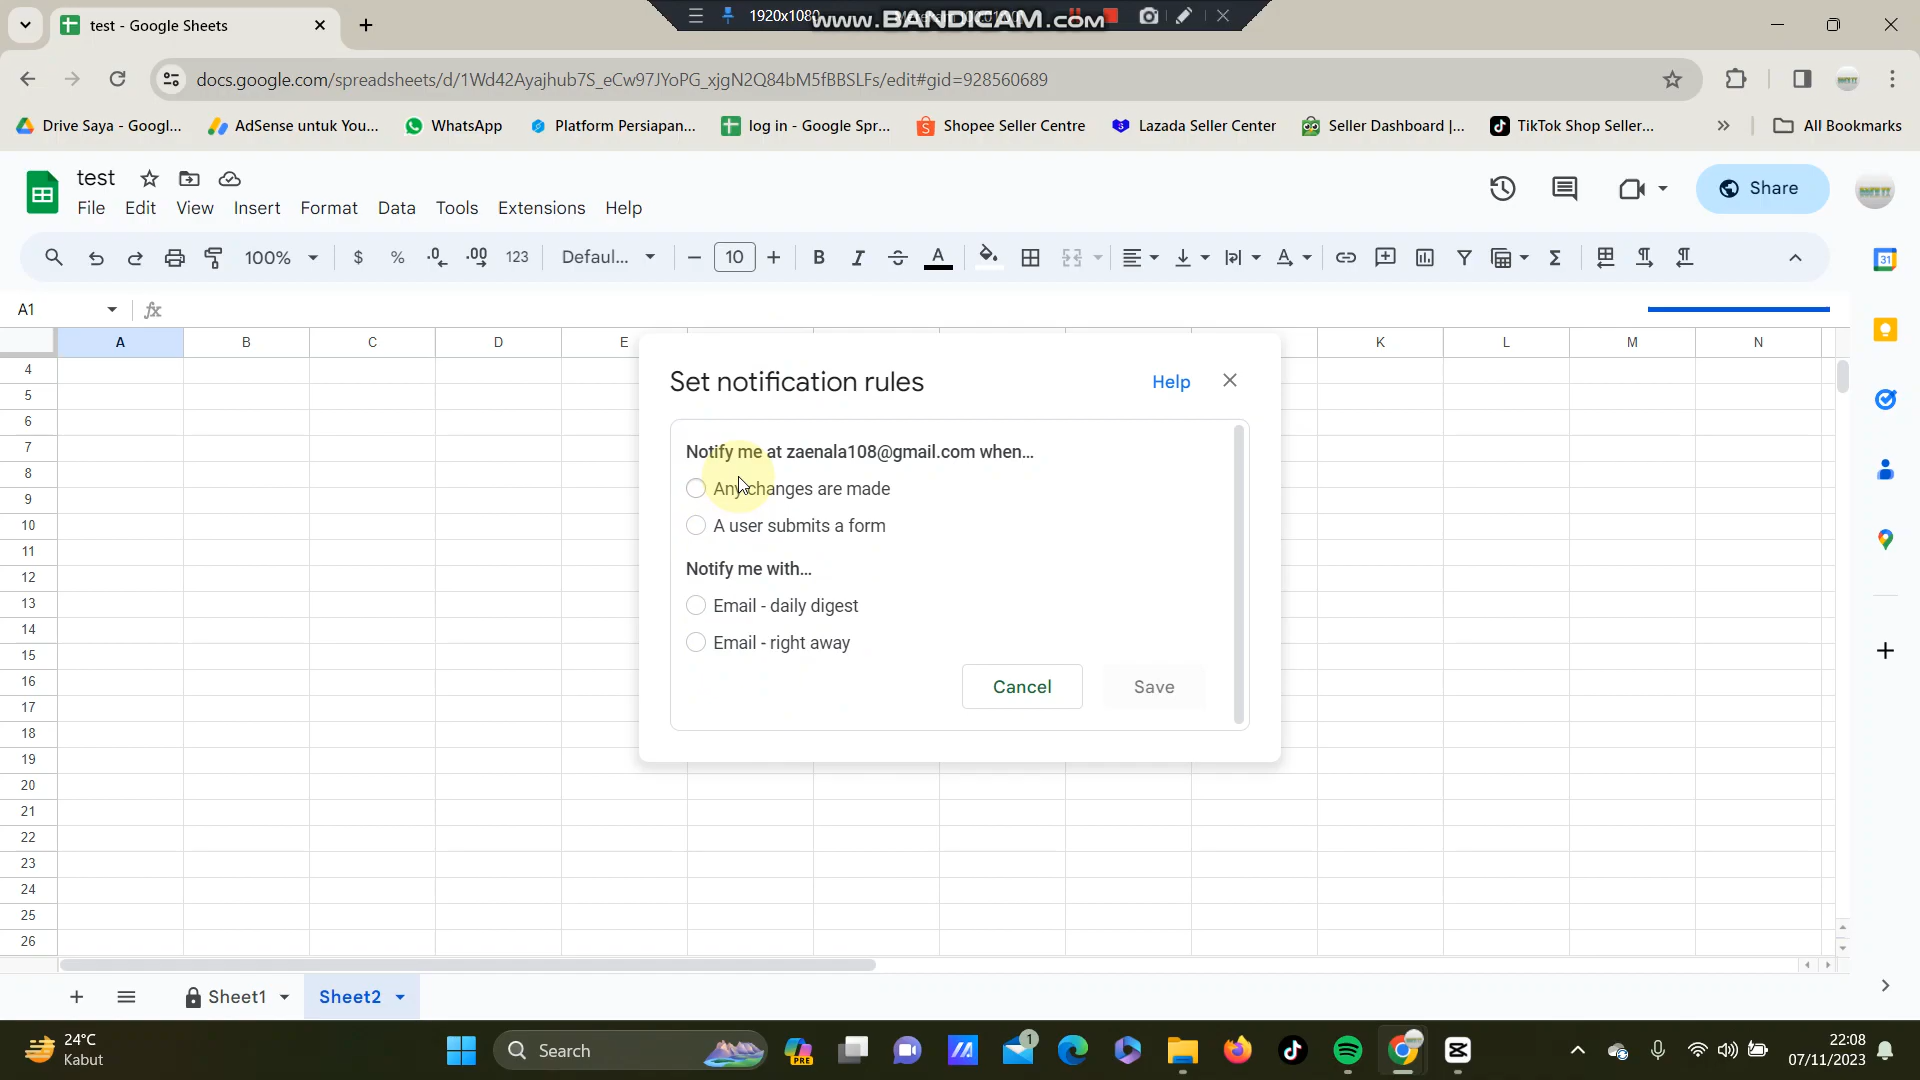 test - Google Sheets
1920x1080
www.BANDICAM.com
docs.google.com/spreadsheets/d/1Wd42Ayajhub7S_eCw97JYoPG_xjgN2Q84bM5fBBSLFs/edit#gid=928560689
Drive Saya - Googl...
AdSense untuk You...
WhatsApp
Platform Persiapan...
log in - Google Spr...
Shopee Seller Centre
Lazada Seller Center
Seller Dashboard |...
TikTok Shop Seller...
»
All Bookmarks
test
File Edit View Insert Format Data Tools Extensions Help
Share
100% $ % .0 .00 123 Defaul... − 10 + B I S A
A1 fx
A B C D E K L M N
4
5
6
7
8
9
10
11
12
13
14
15
16
17
18
19
20
21
22
23
24
25
26
Set notification rules
Help
Notify me at zaenala108@gmail.com when...
Any changes are made
A user submits a form
Notify me with...
Email - daily digest
Email - right away
Cancel
Save
31
Sheet1
Sheet2
24°C
Kabut
Search
PRE
1
22:08
07/11/2023